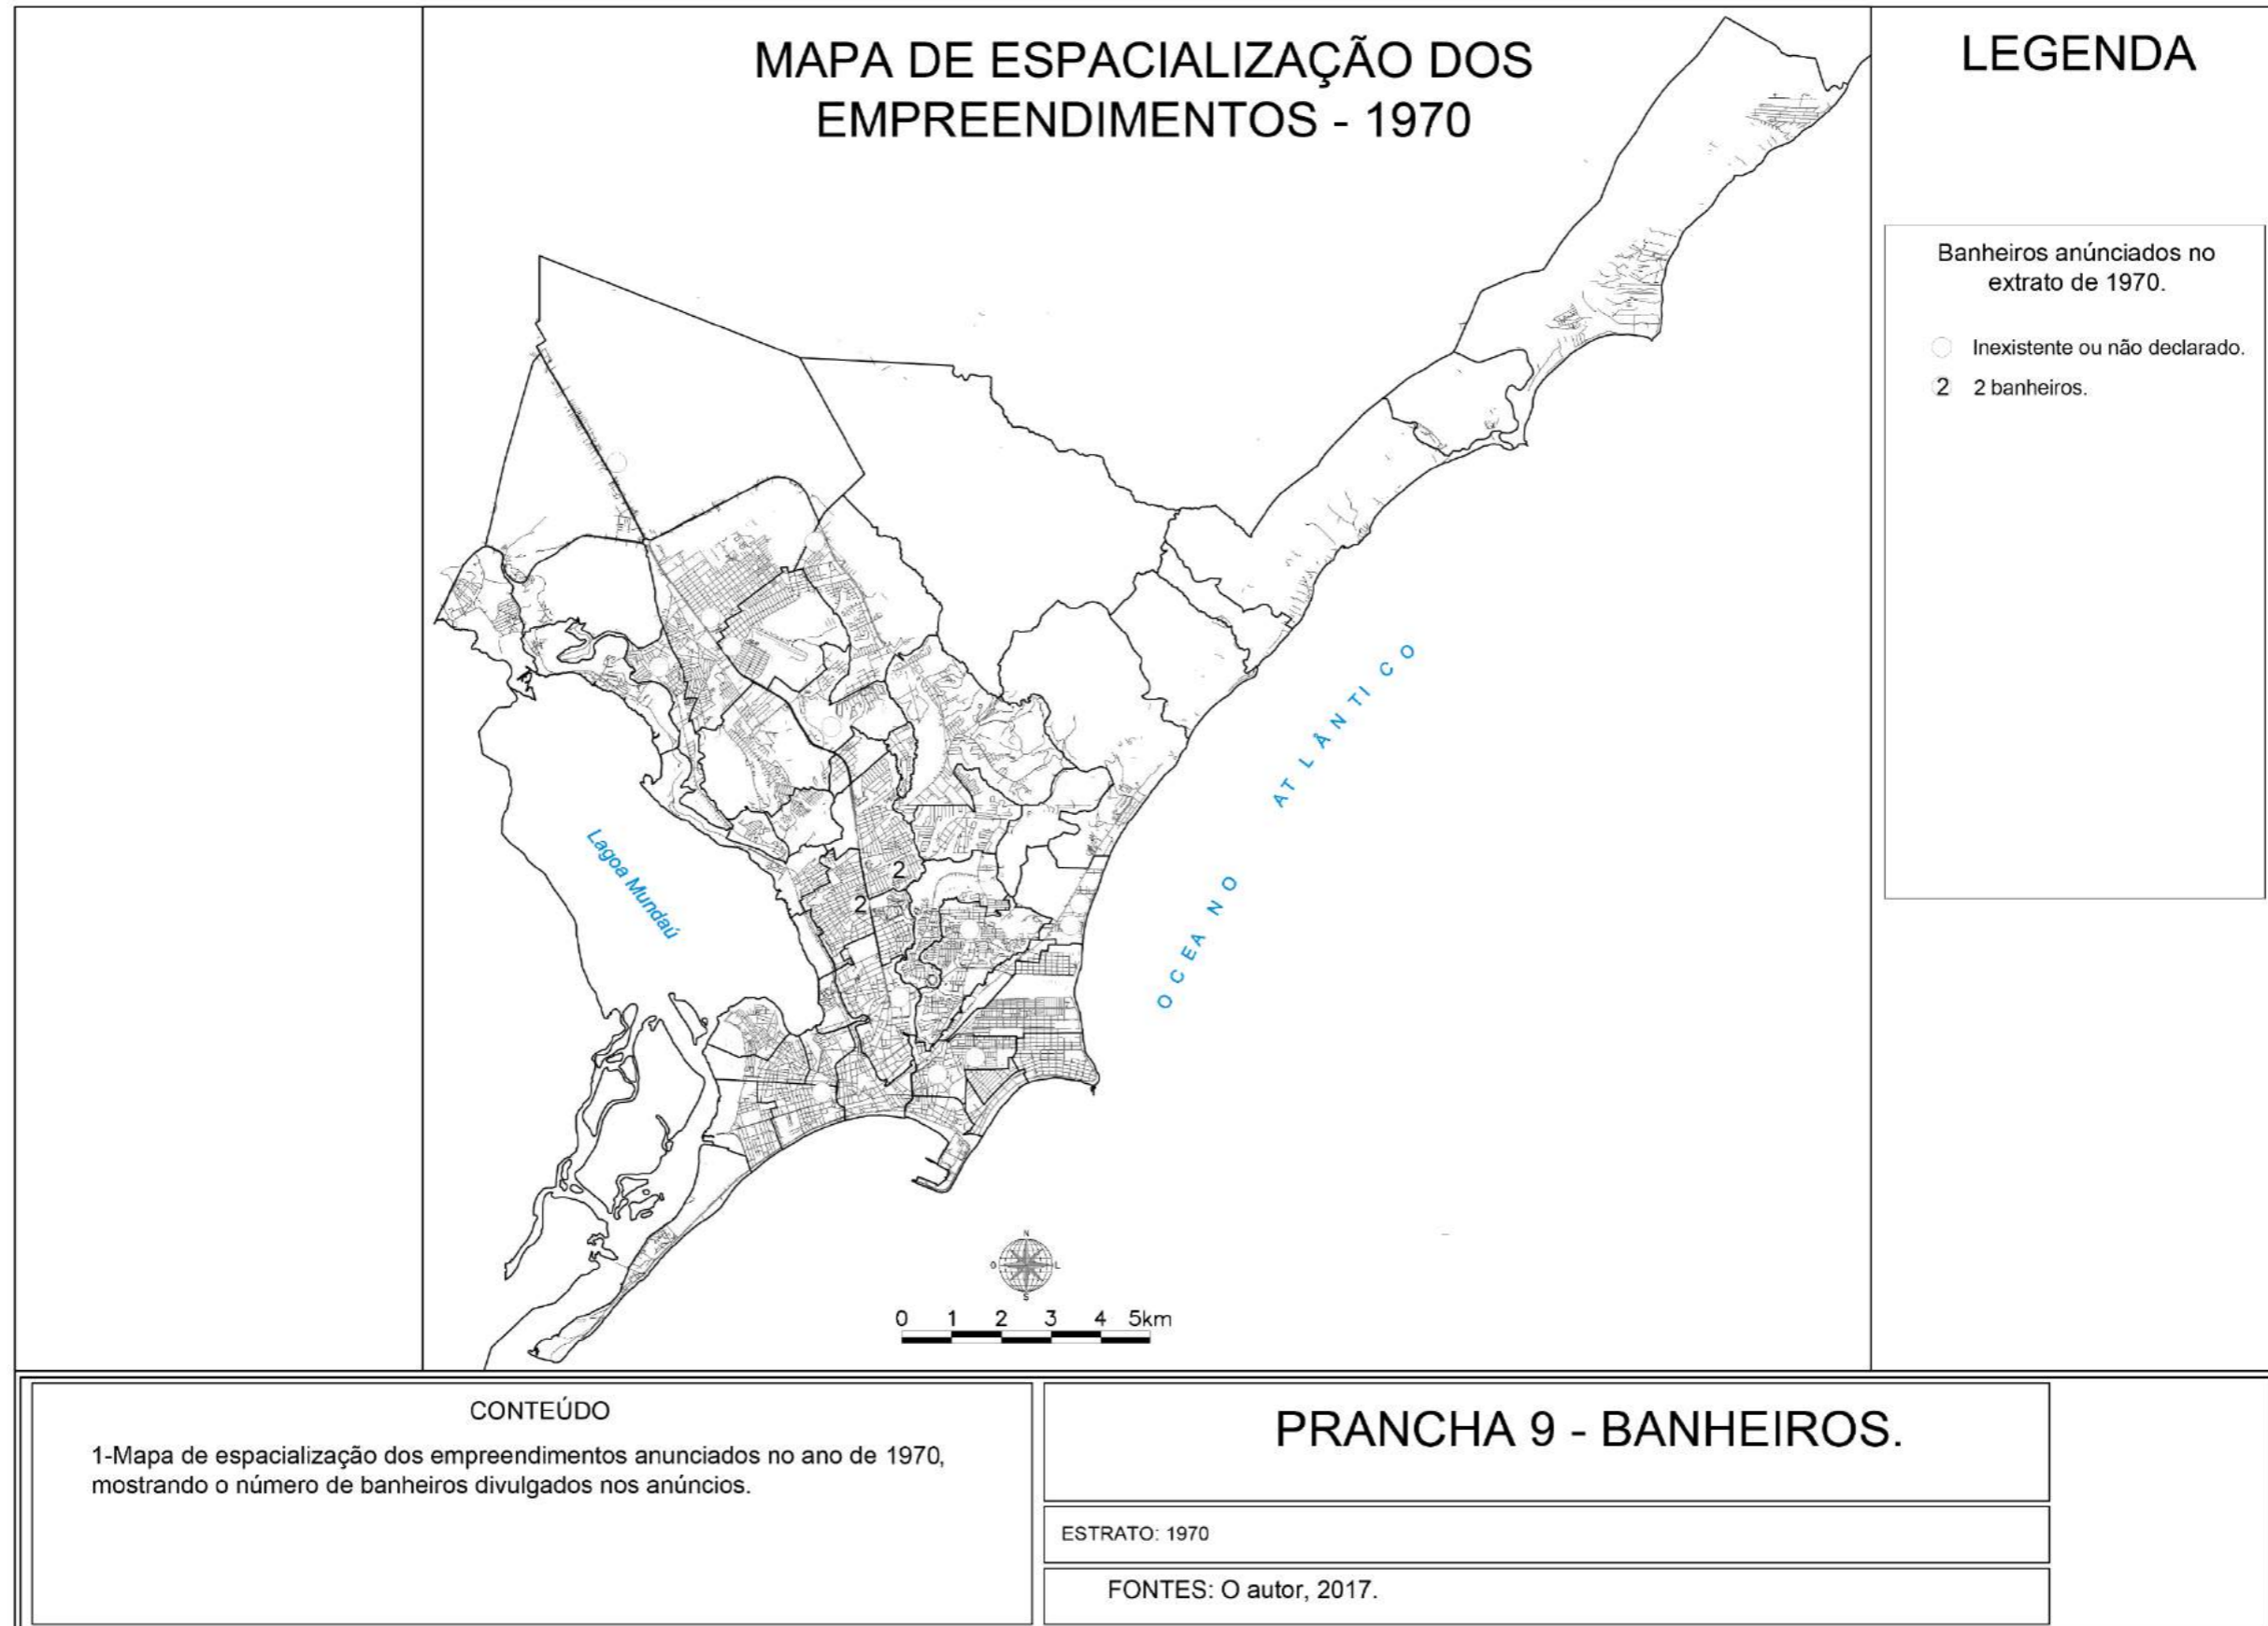 MAPA DE ESPACIALIZAÇÃO DOS
EMPREENDIMENTOS - 1970
LEGENDA
Banheiros anúnciados no
extrato de 1970.
Inexistente ou não declarado.
2 2 banheiros.
Lagoa Mundaú
OCEANO ATLÂNTICO
2
2
N
O L
S
0 1 2 3 4 5km
CONTEÚDO
1-Mapa de espacialização dos empreendimentos anunciados no ano de 1970,
mostrando o número de banheiros divulgados nos anúncios.
PRANCHA 9 - BANHEIROS.
ESTRATO: 1970
FONTES: O autor, 2017.